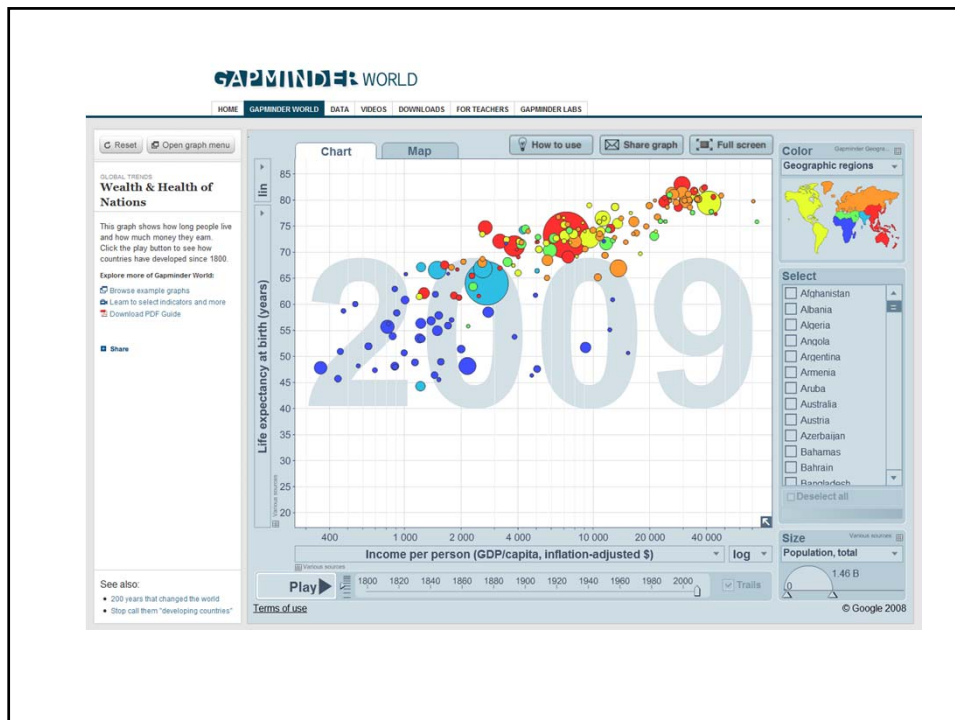 GAPMINDER WORLD
HOME GAPMINDER WORLD DATA VIDEOS DOWNLOADS FOR TEACHERS GAPMINDER LABS
Reset Open graph menu
GLOBAL TRENDS
Wealth & Health of
Nations
This graph shows how long people live
and how much money they earn.
Click the play button to see how
countries have developed since 1800.
Explore more of Gapminder World:
Browse example graphs
Learn to select indicators and more
Download PDF Guide
Share
See also:
200 years that changed the world
Stop call them "developing countries"
Chart Map
How to use Share graph Full screen
lin
Life expectancy at birth (years)
Various sources
85
80
75
70
65
60
55
50
45
40
35
30
25
20
2009
400 1 000 2 000 4 000 10 000 20 000 40 000
Income per person (GDP/capita, inflation-adjusted $) log
Various sources
Play
1800 1820 1840 1860 1880 1900 1920 1940 1960 1980 2000
Trails
Terms of use
Color Gapminder Geogra...
Geographic regions
Select
Afghanistan
Albania
Algeria
Angola
Argentina
Armenia
Aruba
Australia
Austria
Azerbaijan
Bahamas
Bahrain
Bangladesh
Deselect all
Size Various sources
Population, total
1.46 B
0
© Google 2008